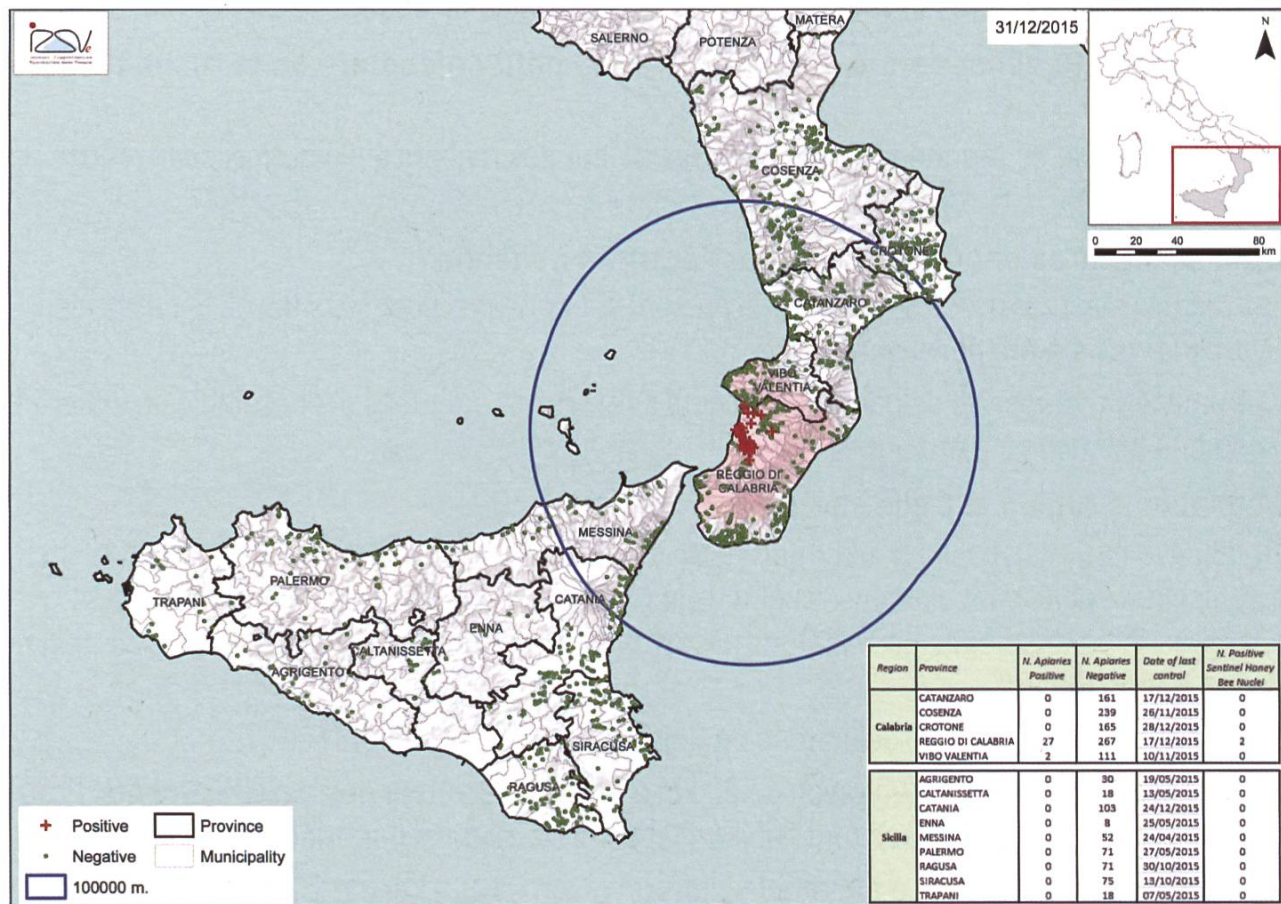 IZSVe
31/12/2015
N
SALERNO
POTENZA
MATERA
COSENZA
CROTONE
0 20 40 80
km
CATANZARO
VIBO
VALENTIA
REGGIO DI
CALABRIA
MESSINA
PALERMO
TRAPANI
CATANIA
ENNA
CALTANISSETTA
AGRIGENTO
SIRACUSA
RAGUSA
Positive Province
Negative Municipality
100000 m.
Region Province N. Apiaries Positive N. Apiaries Negative Date of last control N. Positive Sentinel Honey Bee Nuclei
Calabria
CATANZARO 0 161 17/12/2015 0
COSENZA 0 239 26/11/2015 0
CROTONE 0 165 28/12/2015 0
REGGIO DI CALABRIA 27 267 17/12/2015 2
VIBO VALENTIA 2 111 10/11/2015 0
Sicilia
AGRIGENTO 0 30 19/05/2015 0
CALTANISSETTA 0 18 13/05/2015 0
CATANIA 0 103 24/12/2015 0
ENNA 0 8 25/05/2015 0
MESSINA 0 52 24/04/2015 0
PALERMO 0 71 27/05/2015 0
RAGUSA 0 71 30/10/2015 0
SIRACUSA 0 75 13/10/2015 0
TRAPANI 0 18 07/05/2015 0